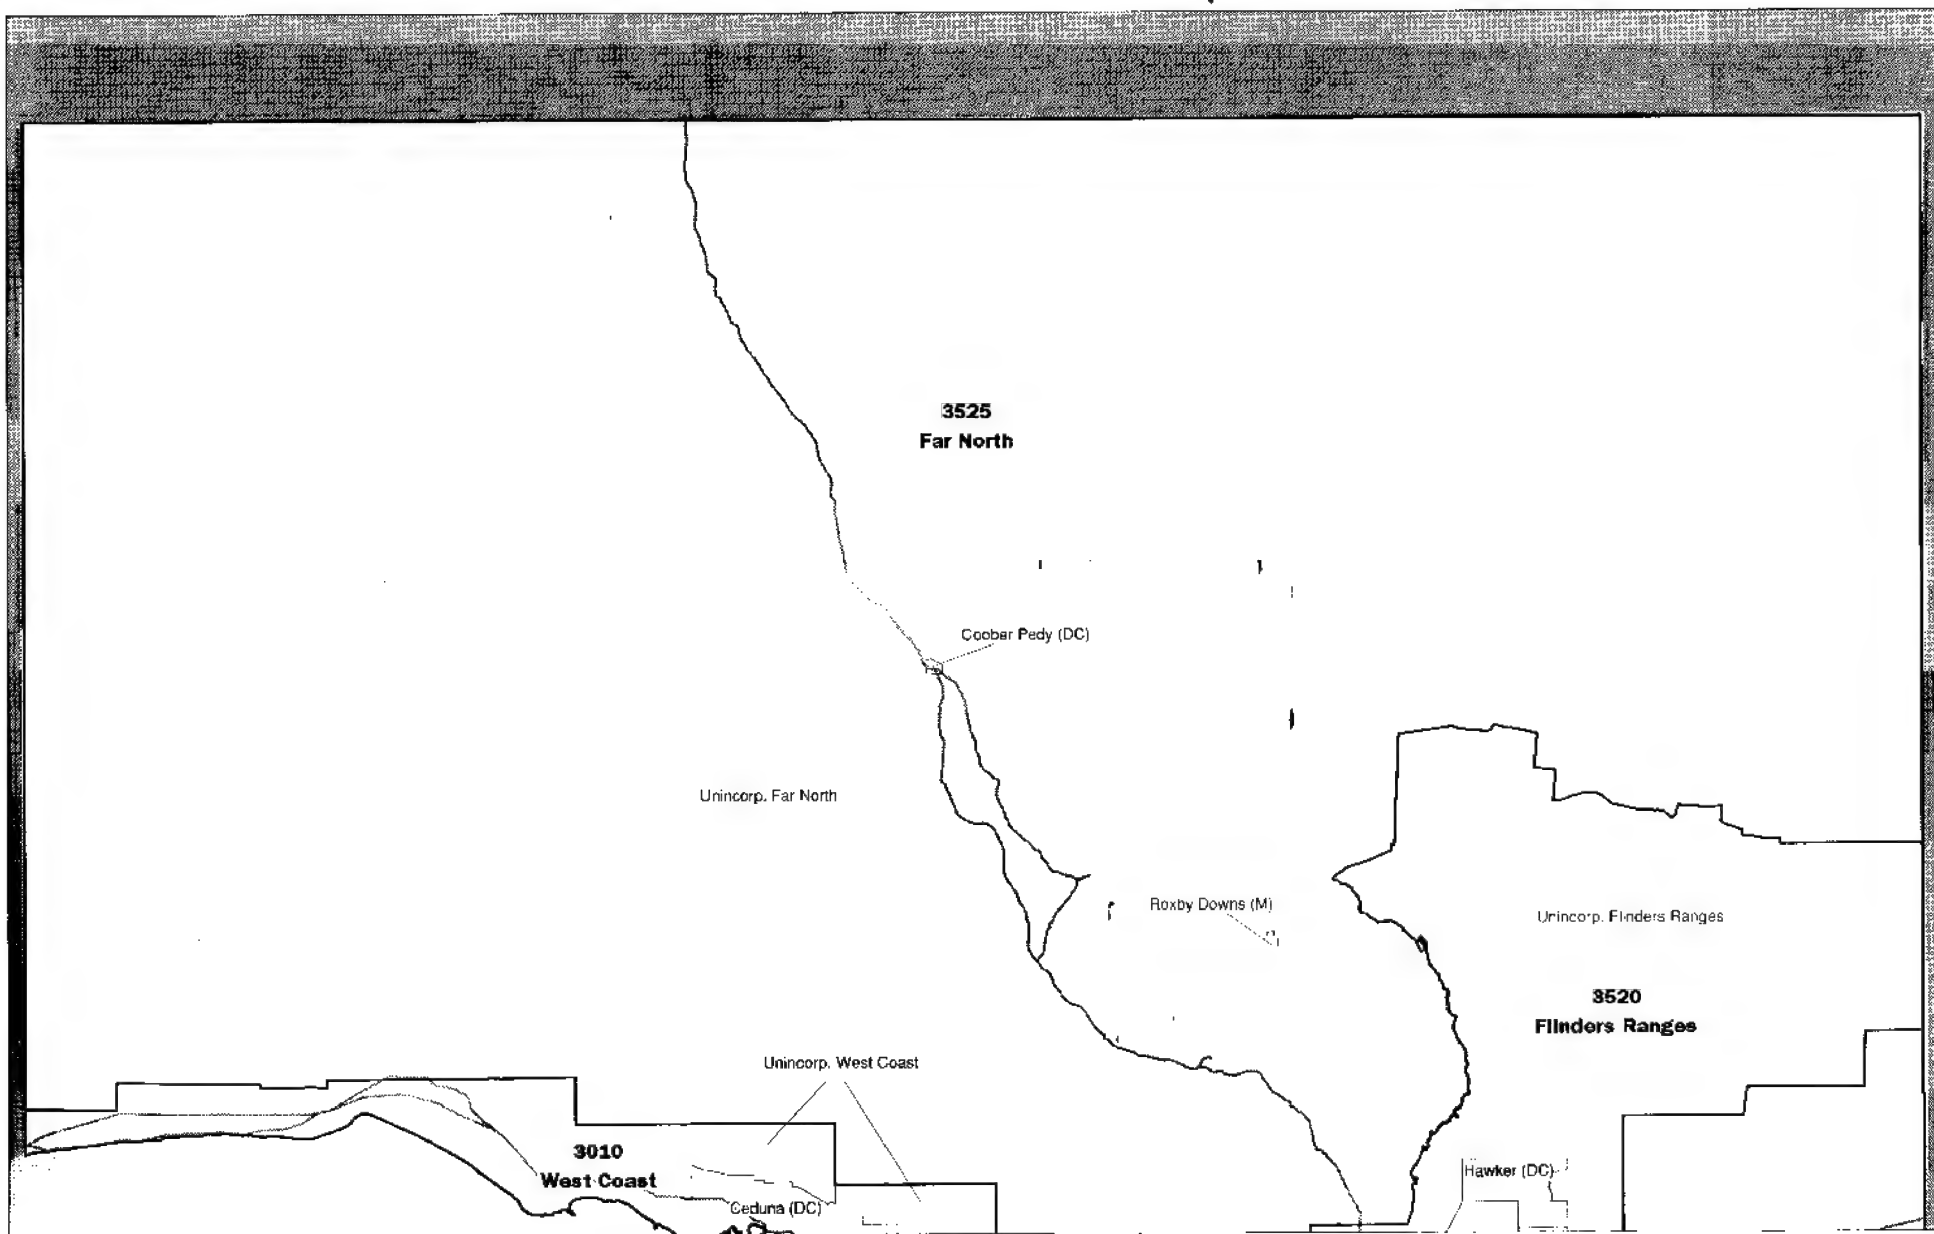 3525
Far North
Coober Pedy (DC)
Unincorp. Far North
Roxby Downs (M)
Unincorp. Flinders Ranges
3520
Flinders Ranges
Unincorp. West Coast
3010
West Coast
Ceduna (DC)
Hawker (DC)